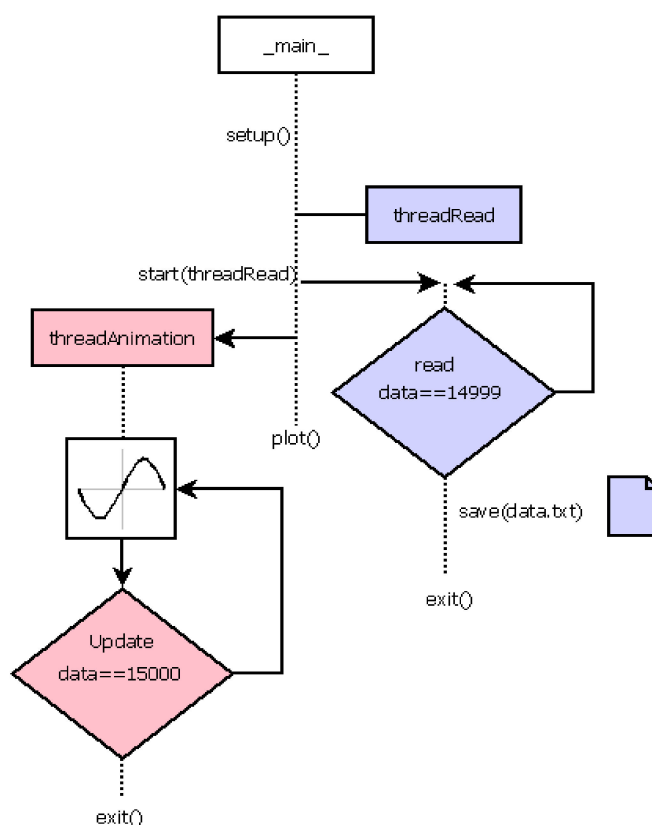 _main_
setup()
threadRead
start(threadRead)
threadAnimation
read
data==14999
plot()
save(data.txt)
exit()
Update
data==15000
exit()